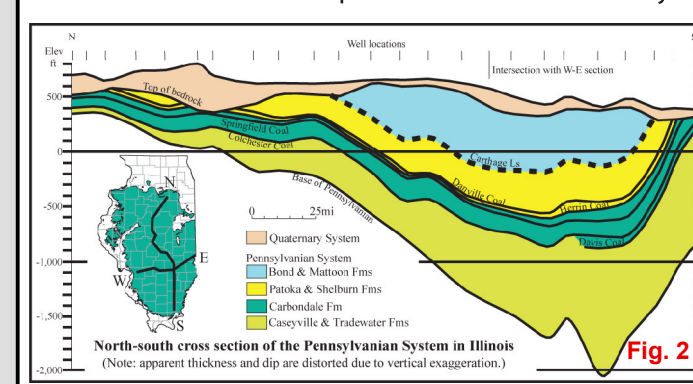 N
Elev
ft
Well locations
Intersection with W-E section
500
0
-500
-1,000
-1,500
-2,000
Top of bedrock
Springfield Coal
Colchester Coal
Base of Pennsylvanian
Carthage Ls
Danville Coal
Herrin Coal
Davis Coal
N
E
W
S
0 25mi
Quaternary System
Pennsylvanian System
Bond & Mattoon Fms
Patoka & Shelburn Fms
Carbondale Fm
Caseyville & Tradewater Fms
North-south cross section of the Pennsylvanian System in Illinois
(Note: apparent thickness and dip are distorted due to vertical exaggeration.)
Fig. 2